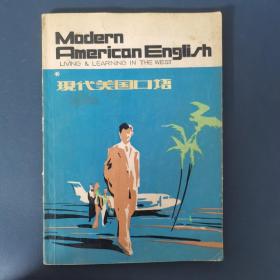 Modern
American English
LIVING & LEARNING IN THE WEST
现代美国口语